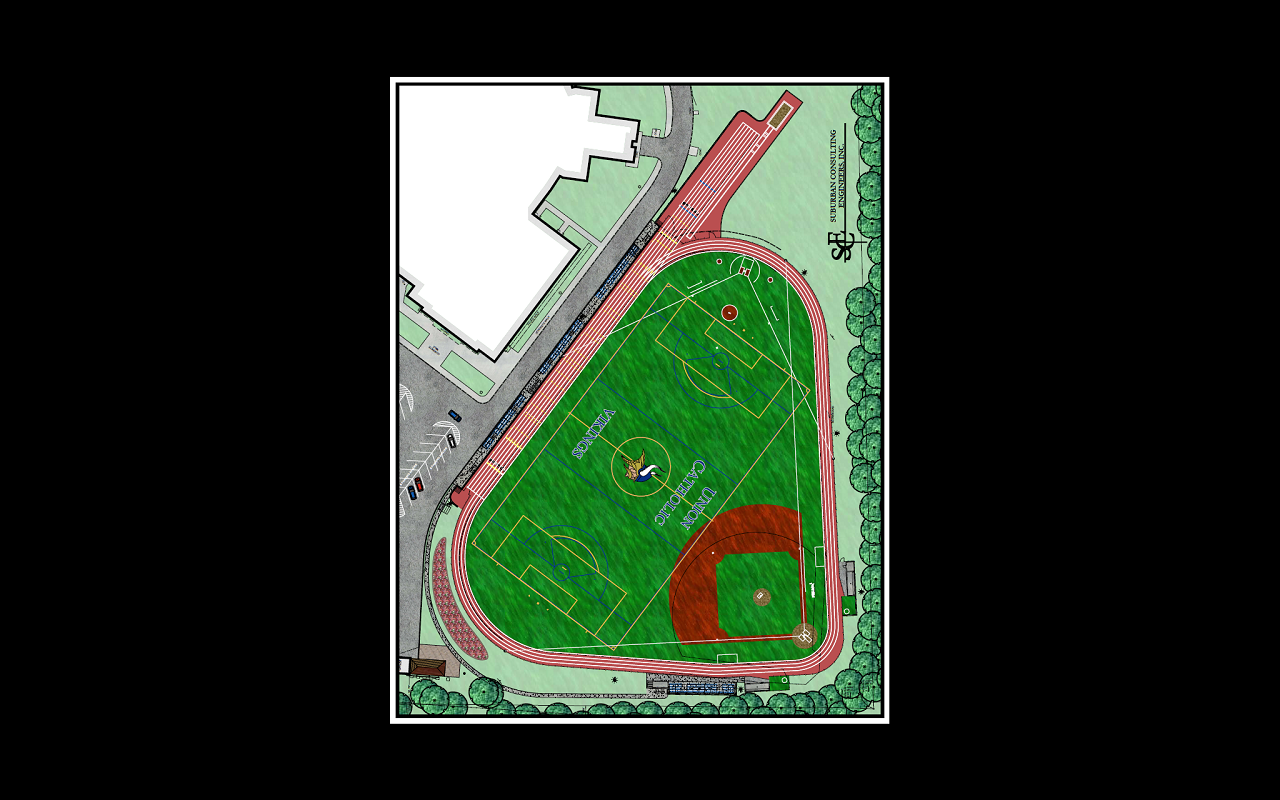 SUBURBAN CONSULTING
ENGINEERS, INC.
SCE
VIKINGS
UNION
CATHOLIC